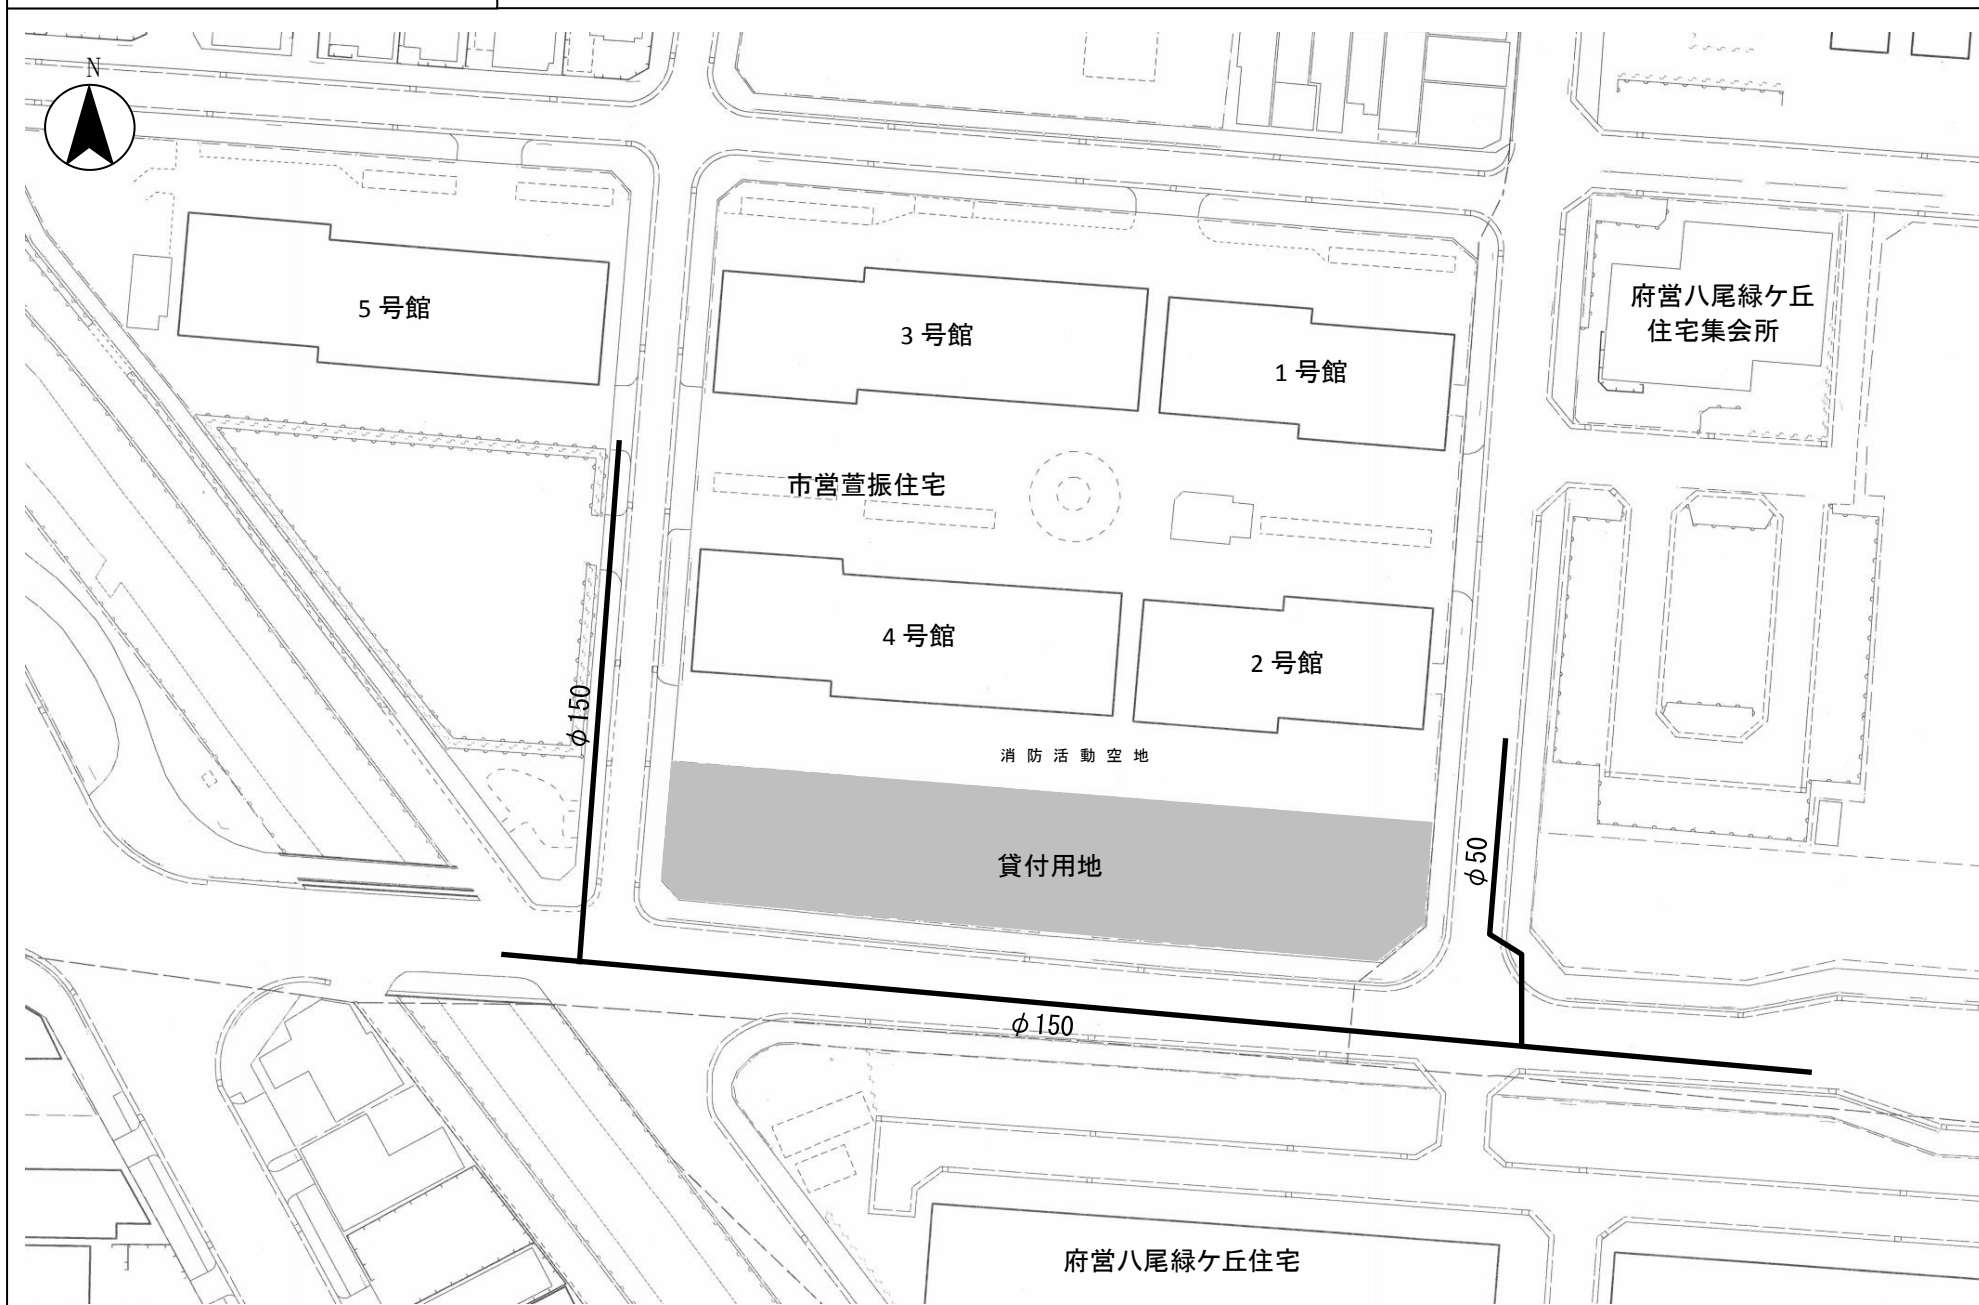 N
5 号館
3 号館
1 号館
府営八尾緑ケ丘
住宅集会所
市営萱振住宅
4 号館
2 号館
φ150
消防活動空地
貸付用地
φ50
φ150
府営八尾緑ケ丘住宅